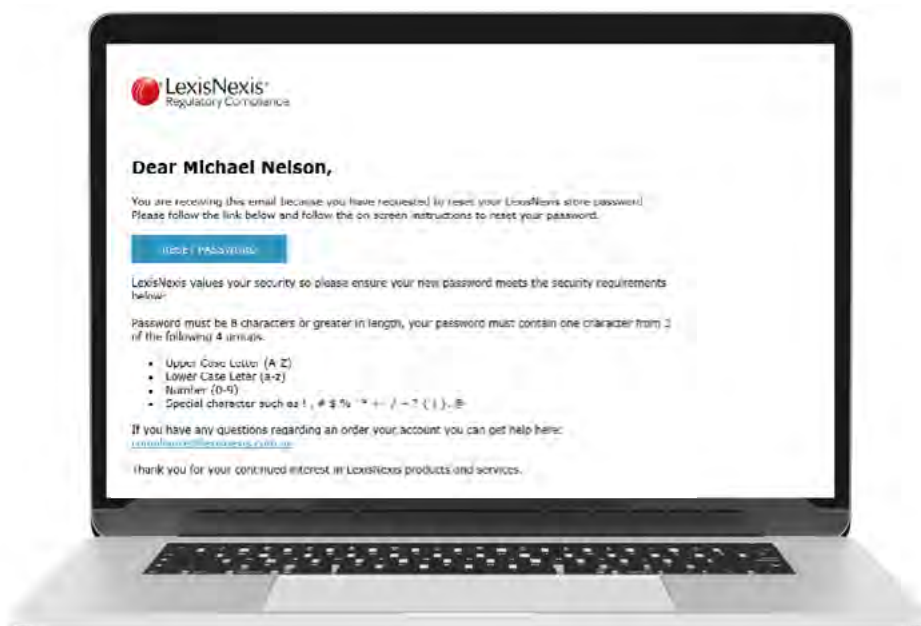 LexisNexis®
Regulatory Compliance
Dear Michael Nelson,
You are receiving this email because you have requested to reset your LexisNexis store password
Please follow the link below and follow the on screen instructions to reset your password.
RESET PASSWORD
LexisNexis values your security so please ensure your new password meets the security requirements
below:
Password must be 8 characters or greater in length, your password must contain one character from 3
of the following 4 groups.
• Upper Case Letter (A-Z)
• Lower Case Leter (a-z)
• Number (0-9)
• Special character such as
If you have any questions regarding an order your account you can get help here:
Thank you for your continued interest in LexisNexis products and services.